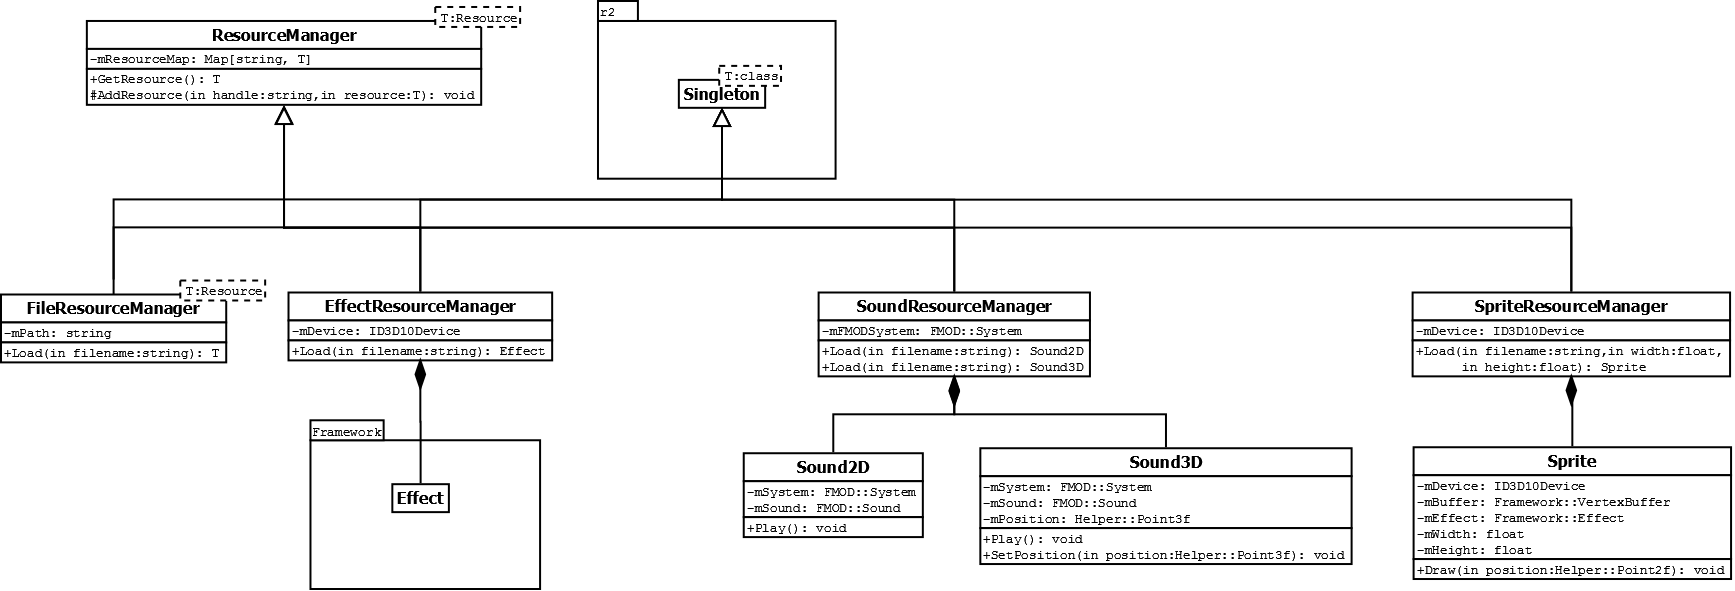 T:Resource
ResourceManager
-mResourceMap: Map[string, T]
+GetResource(): T
#AddResource(in handle:string,in resource:T): void
r2
T:class
Singleton
T:Resource
FileResourceManager
-mPath: string
+Load(in filename:string): T
EffectResourceManager
-mDevice: ID3D10Device
+Load(in filename:string): Effect
SoundResourceManager
-mFMODSystem: FMOD::System
+Load(in filename:string): Sound2D
+Load(in filename:string): Sound3D
SpriteResourceManager
-mDevice: ID3D10Device
+Load(in filename:string,in width:float,
in height:float): Sprite
Framework
Effect
Sound2D
-mSystem: FMOD::System
-mSound: FMOD::Sound
+Play(): void
Sound3D
-mSystem: FMOD::System
-mSound: FMOD::Sound
-mPosition: Helper::Point3f
+Play(): void
+SetPosition(in position:Helper::Point3f): void
Sprite
-mDevice: ID3D10Device
-mBuffer: Framework::VertexBuffer
-mEffect: Framework::Effect
-mWidth: float
-mHeight: float
+Draw(in position:Helper::Point2f): void